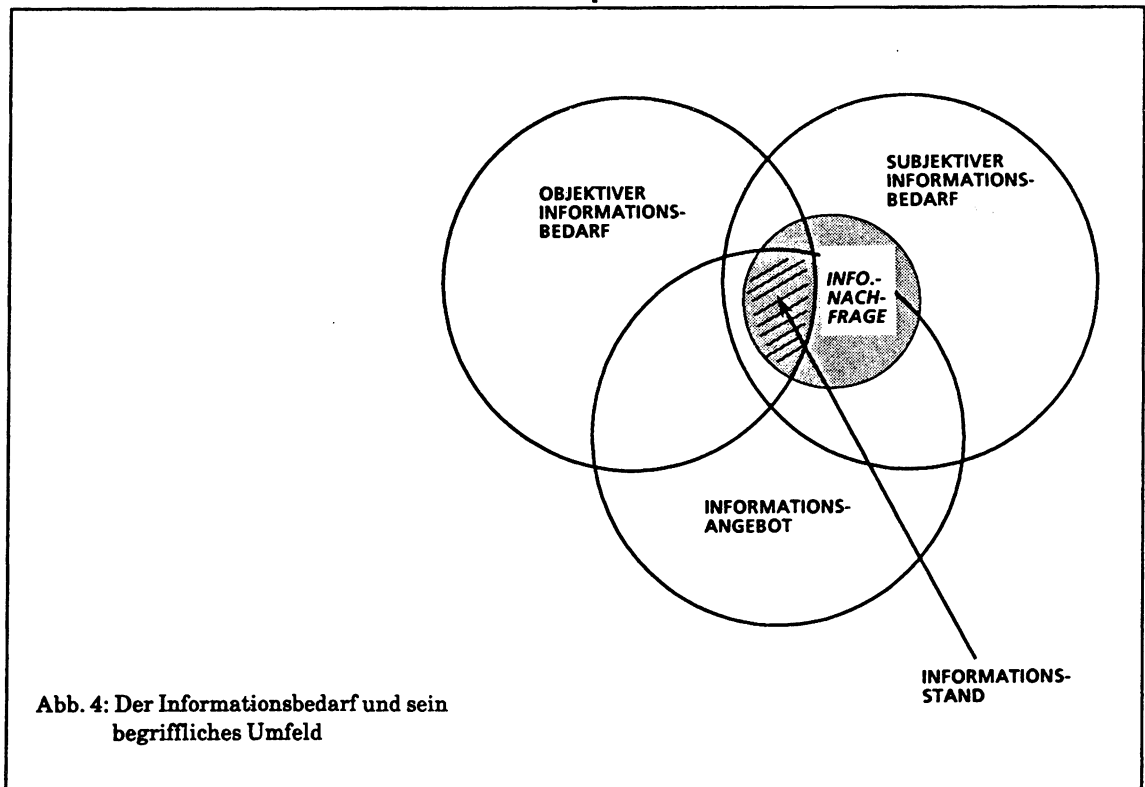 OBJEKTIVER
INFORMATIONS-
BEDARF
SUBJEKTIVER
INFORMATIONS-
BEDARF
INFO.-
NACH-
FRAGE
INFORMATIONS-
ANGEBOT
INFORMATIONS-
STAND
Abb. 4: Der Informationsbedarf und sein
begriffliches Umfeld